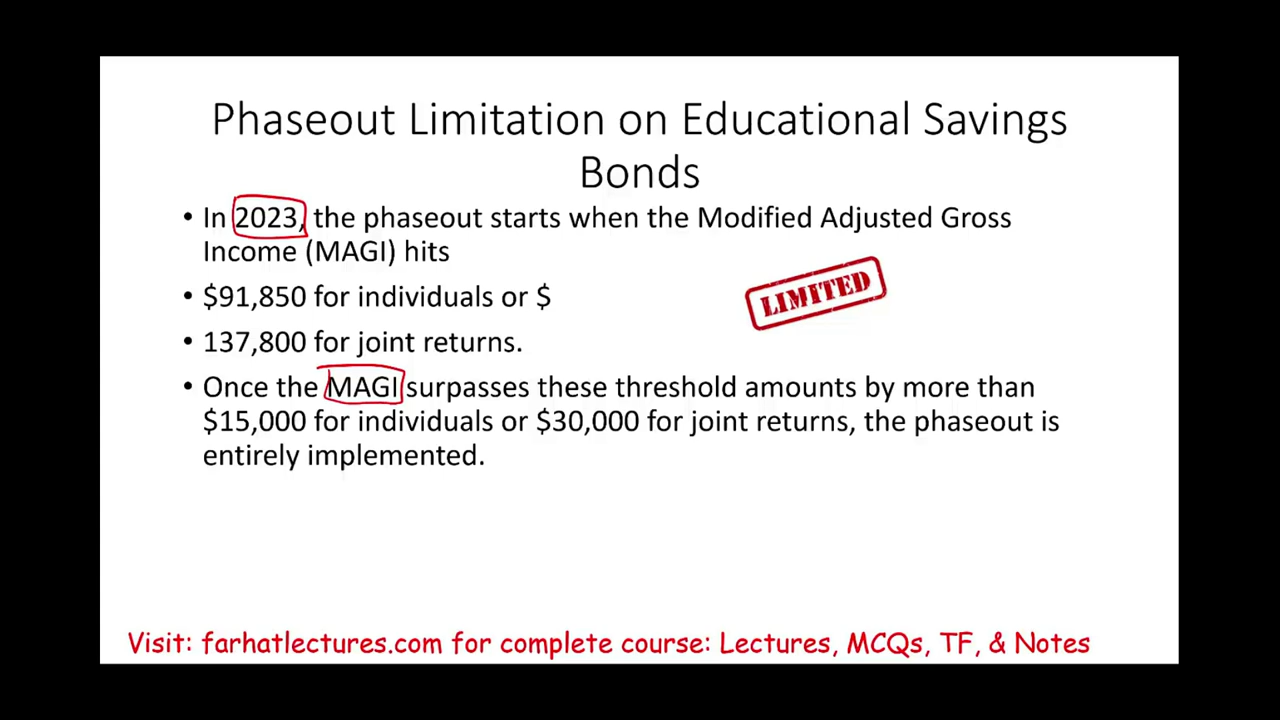 Phaseout Limitation on Educational Savings
Bonds
• In 2023, the phaseout starts when the Modified Adjusted Gross
Income (MAGI) hits
• $91,850 for individuals or $
LIMITED
• 137,800 for joint returns.
• Once the MAGI surpasses these threshold amounts by more than
$15,000 for individuals or $30,000 for joint returns, the phaseout is
entirely implemented.
Visit: farhatlectures.com for complete course: Lectures, MCQs, TF, & Notes